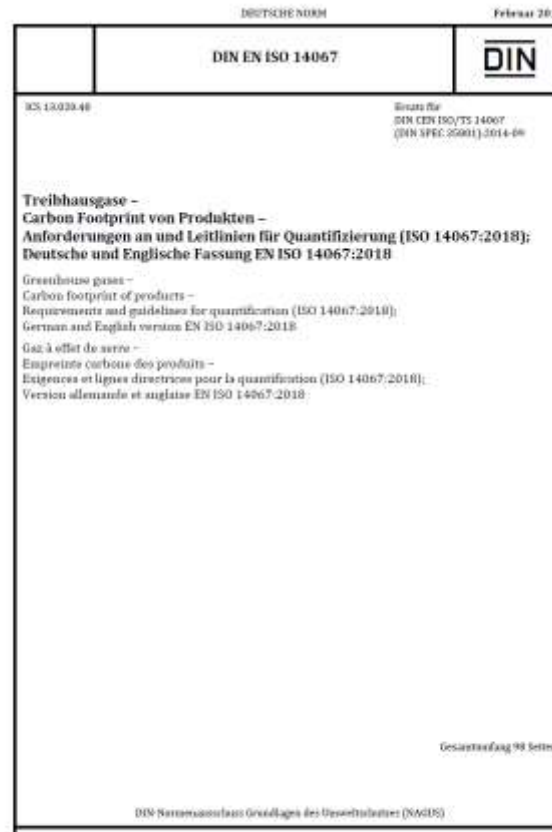 DEUTSCHE NORM
Februar 20
DIN EN ISO 14067
DIN
ICS 13.020.40
Ersatz für
DIN CEN ISO/TS 14067
(DIN SPEC 35801):2014-09
Treibhausgase –
Carbon Footprint von Produkten –
Anforderungen an und Leitlinien für Quantifizierung (ISO 14067:2018);
Deutsche und Englische Fassung EN ISO 14067:2018
Greenhouse gases –
Carbon footprint of products –
Requirements and guidelines for quantification (ISO 14067:2018);
German and English version EN ISO 14067:2018
Gaz à effet de serre –
Empreinte carbone des produits –
Exigences et lignes directrices pour la quantification (ISO 14067:2018);
Version allemande et anglaise EN ISO 14067:2018
Gesamtumfang 98 Seiten
DIN-Normenausschuss Grundlagen des Umweltschutzes (NAGUS)